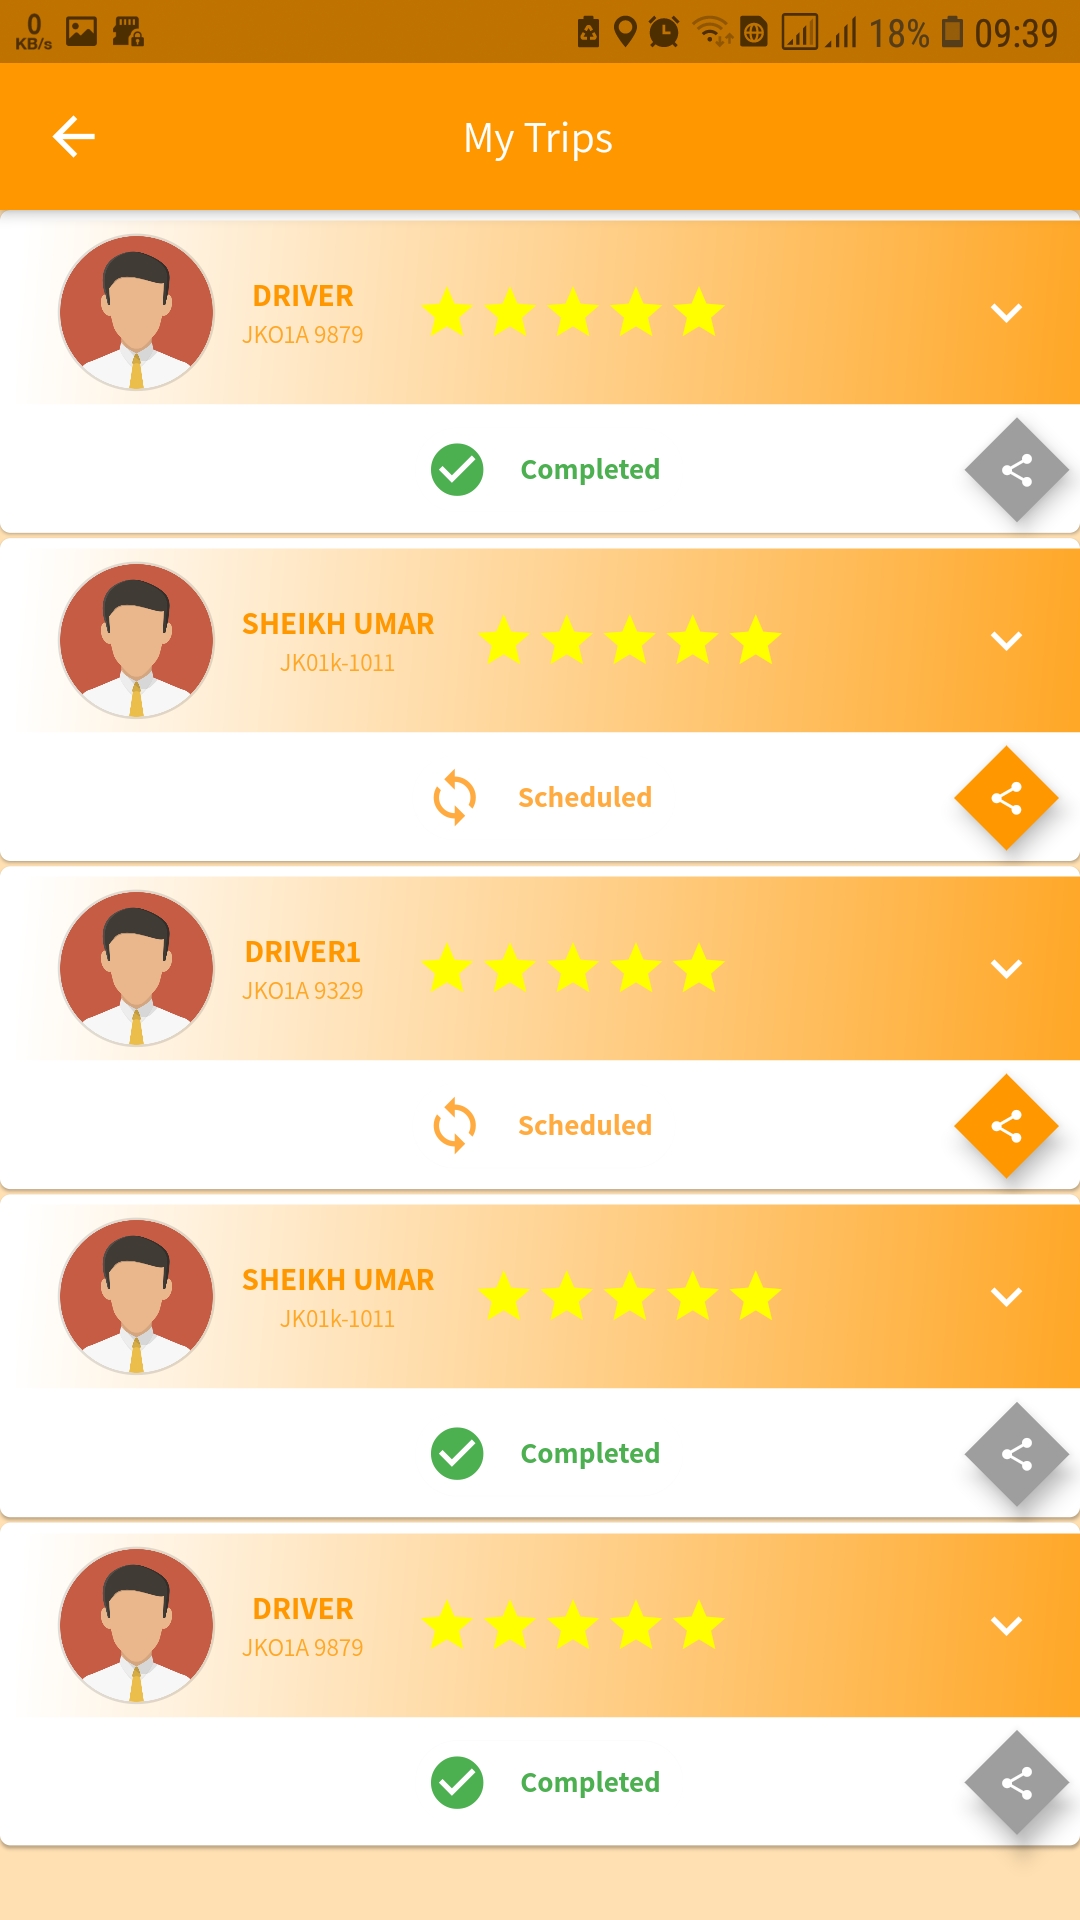 0
KB/s
18% 09:39
My Trips
DRIVER
JKO1A 9879
Completed
SHEIKH UMAR
JK01k-1011
Scheduled
DRIVER1
JKO1A 9329
Scheduled
SHEIKH UMAR
JK01k-1011
Completed
DRIVER
JKO1A 9879
Completed